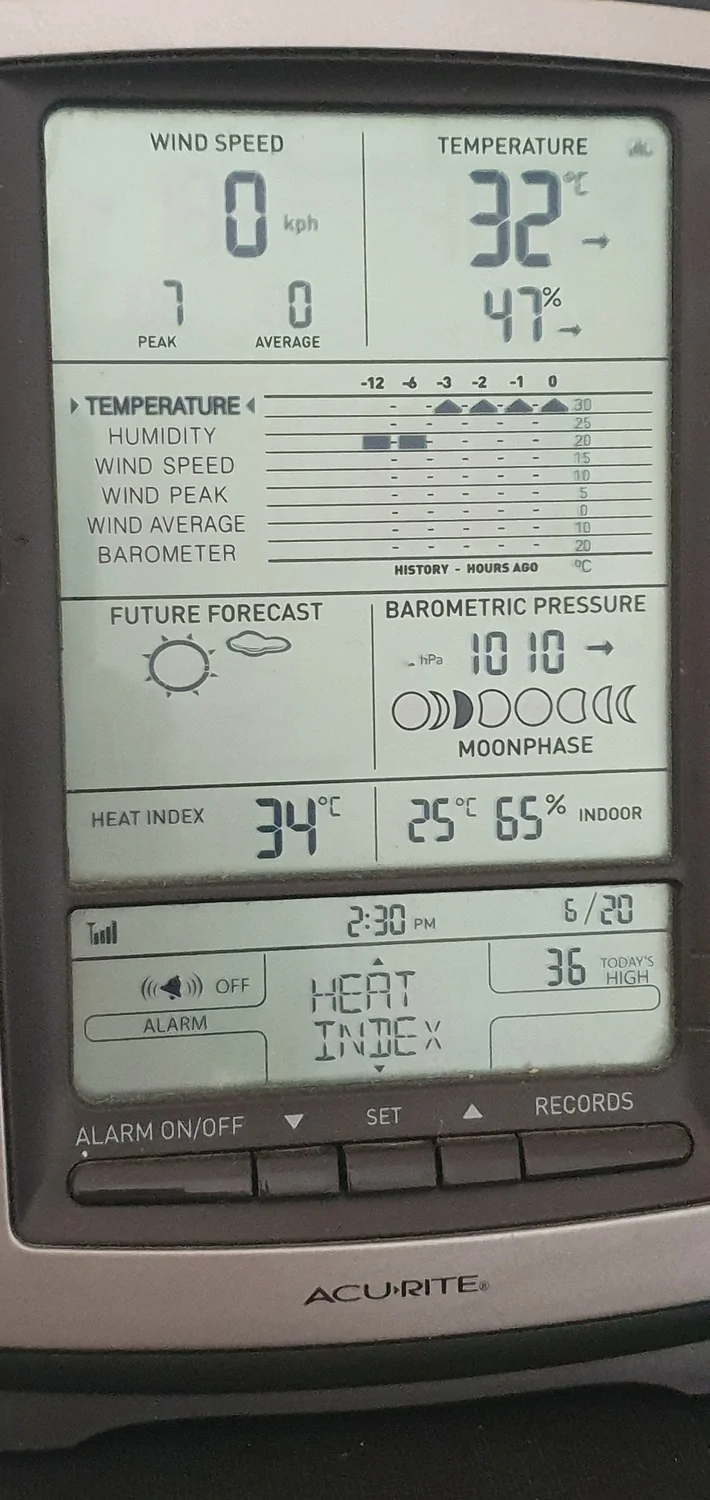 WIND SPEED
TEMPERATURE
0 kph
32 °C
7
0
47%
PEAK
AVERAGE
-12 -6 -3 -2 -1 0
TEMPERATURE
30
25
HUMIDITY
20
WIND SPEED
15
10
WIND PEAK
5
WIND AVERAGE
0
10
BAROMETER
20
HISTORY - HOURS AGO
°C
FUTURE FORECAST
BAROMETRIC PRESSURE
hPa 1010
MOONPHASE
HEAT INDEX 34°C
25°C 65% INDOOR
2:30 PM
6/20
OFF
ALARM
HEAT
INDEX
36 TODAY'S
HIGH
ALARM ON/OFF
SET
RECORDS
ACU›RITE®